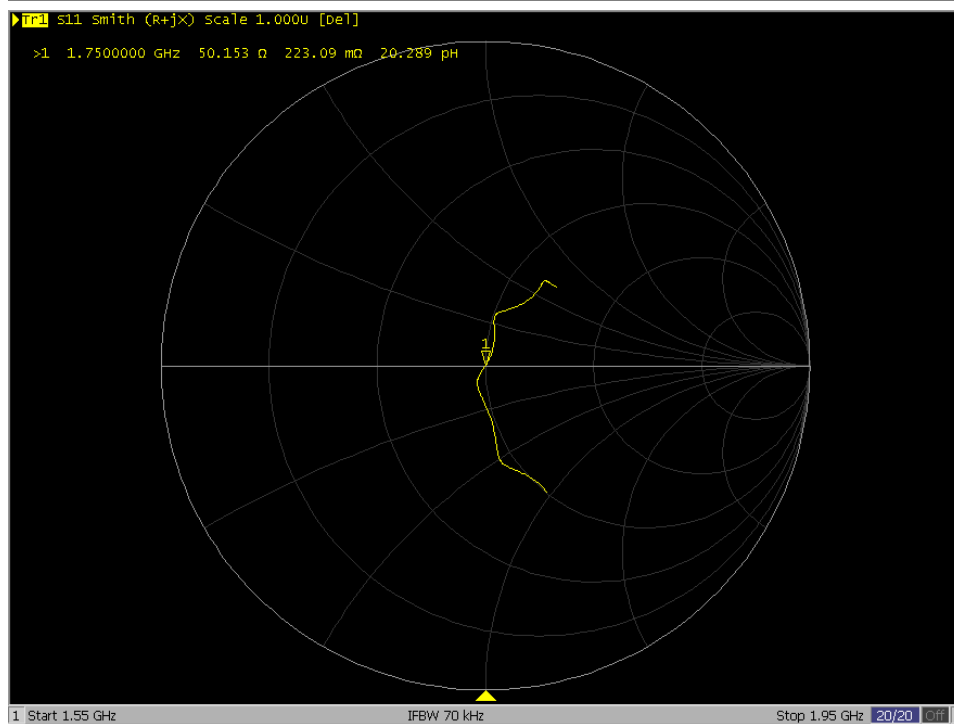 Tr1 S11 Smith (R+jX) Scale 1.000U [Del]
>1 1.7500000 GHz 50.153 Ω 223.09 mΩ 20.289 pH
1
1 Start 1.55 GHz IFBW 70 kHz Stop 1.95 GHz 20/20 Off